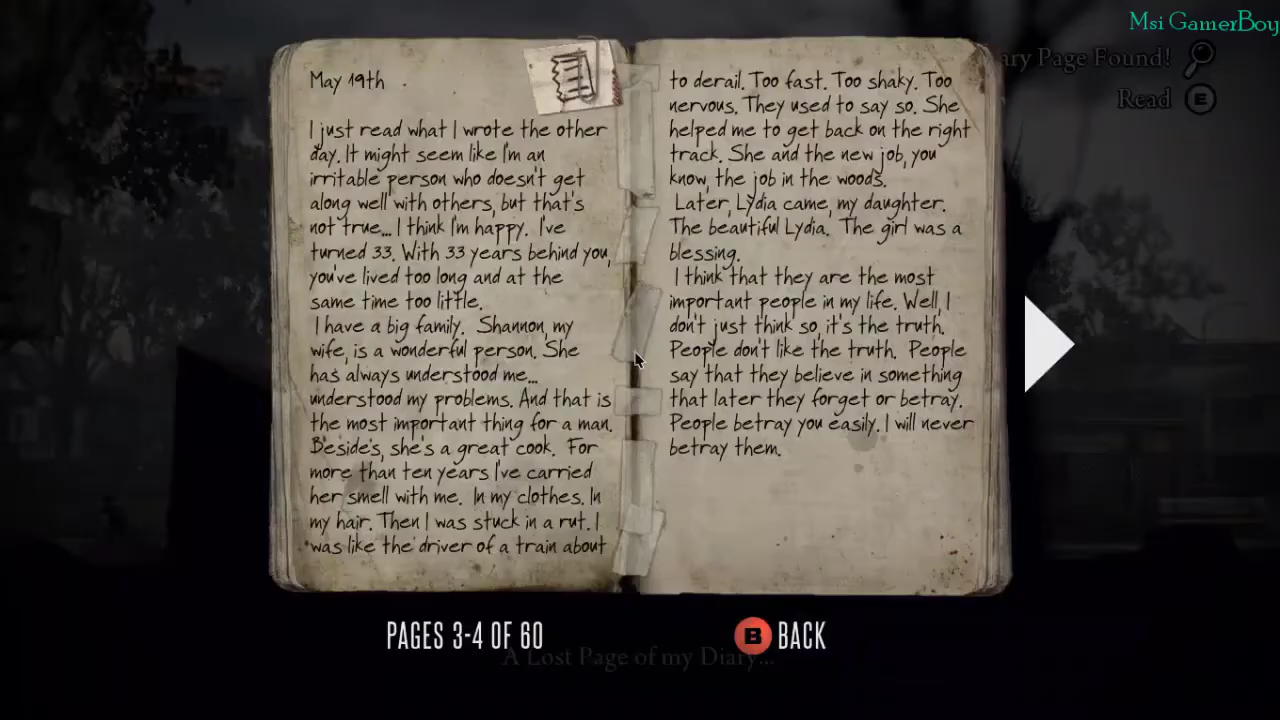 Msi GamerBoy
ary Page Found!
Read E
May 19th
I just read what I wrote the other
day. It might seem like I'm an
irritable person who doesn't get
along well with others, but that's
not true... I think I'm happy. I've
turned 33. With 33 years behind you,
you've lived too long and at the
same time too little.
I have a big family. Shannon, my
wife, is a wonderful person. She
has always understood me...
understood my problems. And that is
the most important thing for a man.
Besides, she's a great cook. For
more than ten years I've carried
her smell with me. In my clothes. In
my hair. Then I was stuck in a rut. I
was like the driver of a train about
to derail. Too fast. Too shaky. Too
nervous. They used to say so. She
helped me to get back on the right
track. She and the new job, you
know, the job in the woods.
Later, Lydia came, my daughter.
The beautiful Lydia. The girl was a
blessing.
I think that they are the most
important people in my life. Well, I
don't just think so, it's the truth.
People don't like the truth. People
say that they believe in something
that later they forget or betray.
People betray you easily. I will never
betray them.
PAGES 3-4 OF 60
B BACK
A Lost Page of my Diary...